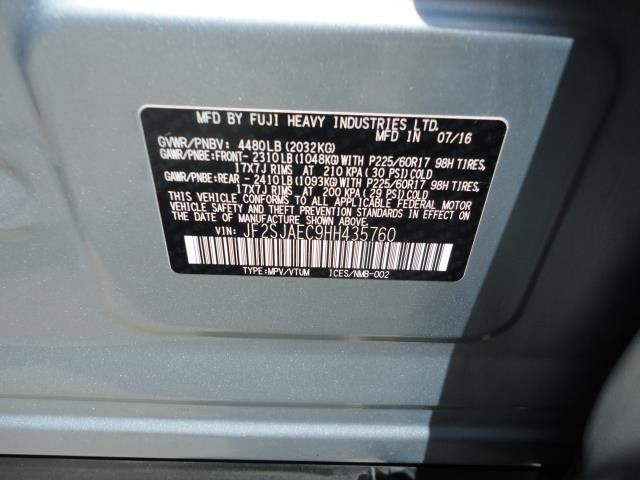 MFD BY FUJI HEAVY INDUSTRIES LTD.
MFD IN 07/16
GVWR/PNBV: 4480LB(2032KG)
GAWR/PNBE:FRONT-2310LB(1048KG)WITH P225/60R17 98H TIRES,
17X7J RIMS AT 210 KPA(30 PSI)COLD
GAWR/PNBE:REAR -2410LB(1093KG)WITH P225/60R17 98H TIRES,
17X7J RIMS AT 200 KPA(29 PSI)COLD
THIS VEHICLE CONFORMS TO ALL APPLICABLE FEDERAL MOTOR
VEHICLE SAFETY AND THEFT PREVENTION STANDARDS IN EFFECT
ON THE DATE OF MANUFACTURE SHOWN ABOVE.
VIN: JF2SJAEC9HH435760
TYPE:MPV/VTUM ICES/NMB-002